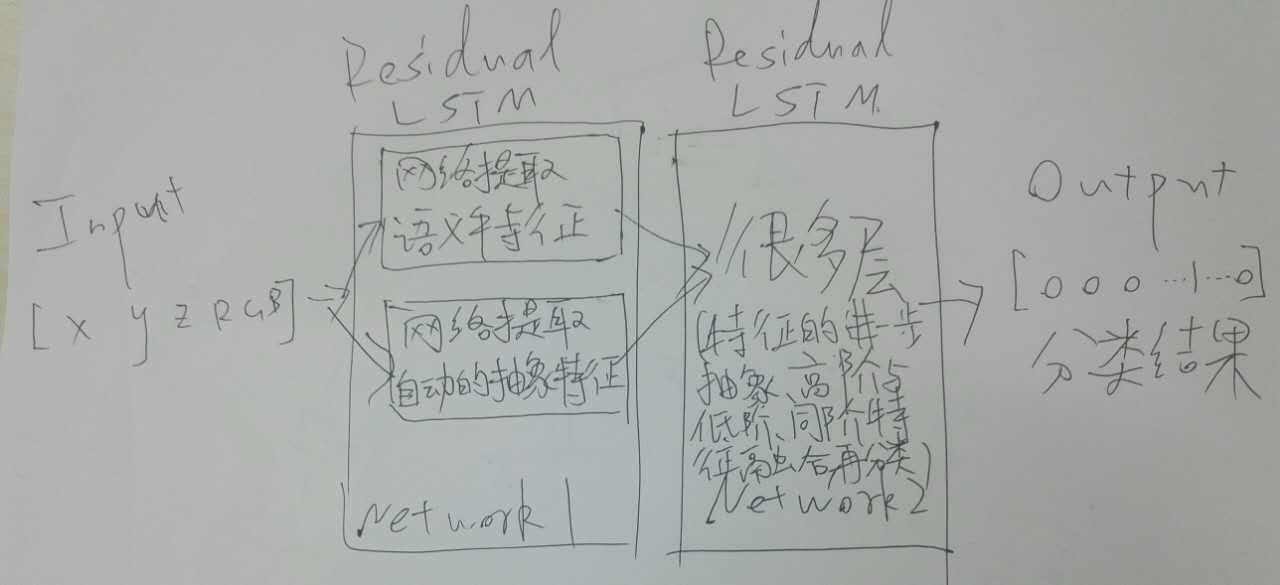 Input
[x y z RGB]
Residual
LSTM
网络提取
语义特征
网络提取
自动的抽象特征
Network 1
Residual
LSTM
很多层
(特征的进一步
抽象、高阶与
低阶、同阶特
征融合再分类)
Network 2
Output
[0 0 0 ...1...0]
分类结果